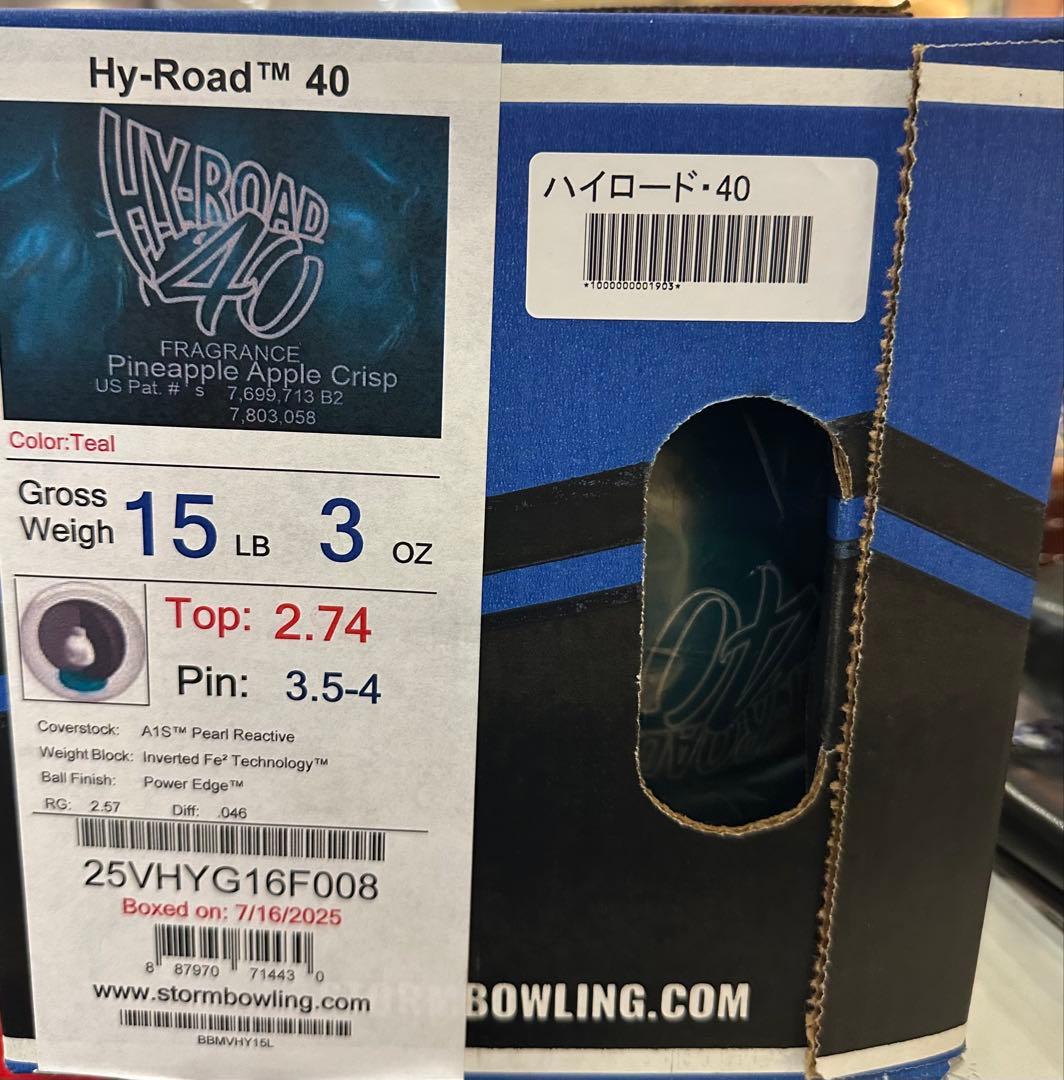 Hy-Road™ 40
HY-ROAD
40
FRAGRANCE
Pineapple Apple Crisp
US Pat. # ' s 7,699,713 B2
7,803,058
Color:Teal
Gross
Weigh 15 LB 3 OZ
Top: 2.74
Pin: 3.5-4
Coverstock: A1S™ Pearl Reactive
Weight Block: Inverted Fe² Technology™
Ball Finish: Power Edge™
RG: 2.57 Diff: .046
25VHYG16F008
Boxed on: 7/16/2025
8 87970 71443 0
www.stormbowling.com
BBMVHY15L
ハイロード・40
*1000000001903*
40
STORMBOWLING.COM